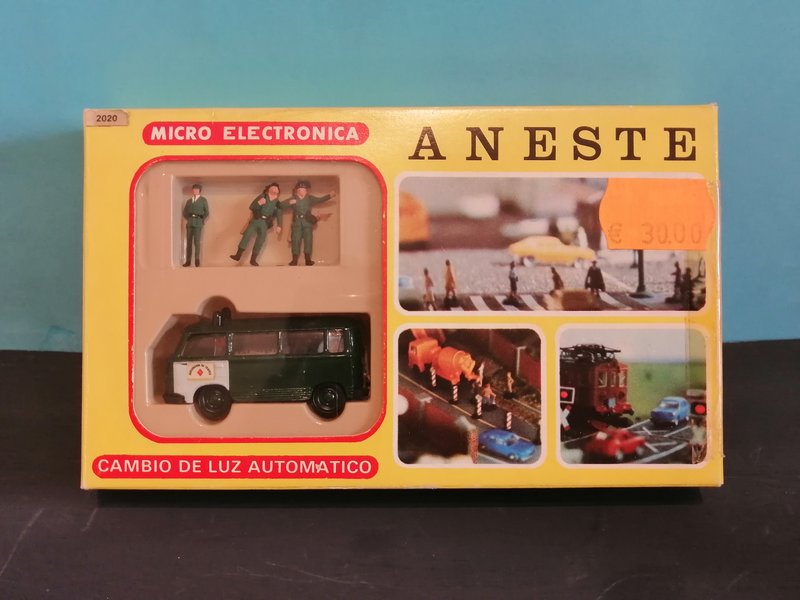 2020
MICRO ELECTRONICA
ANESTE
€ 30.00
CAMBIO DE LUZ AUTOMATICO